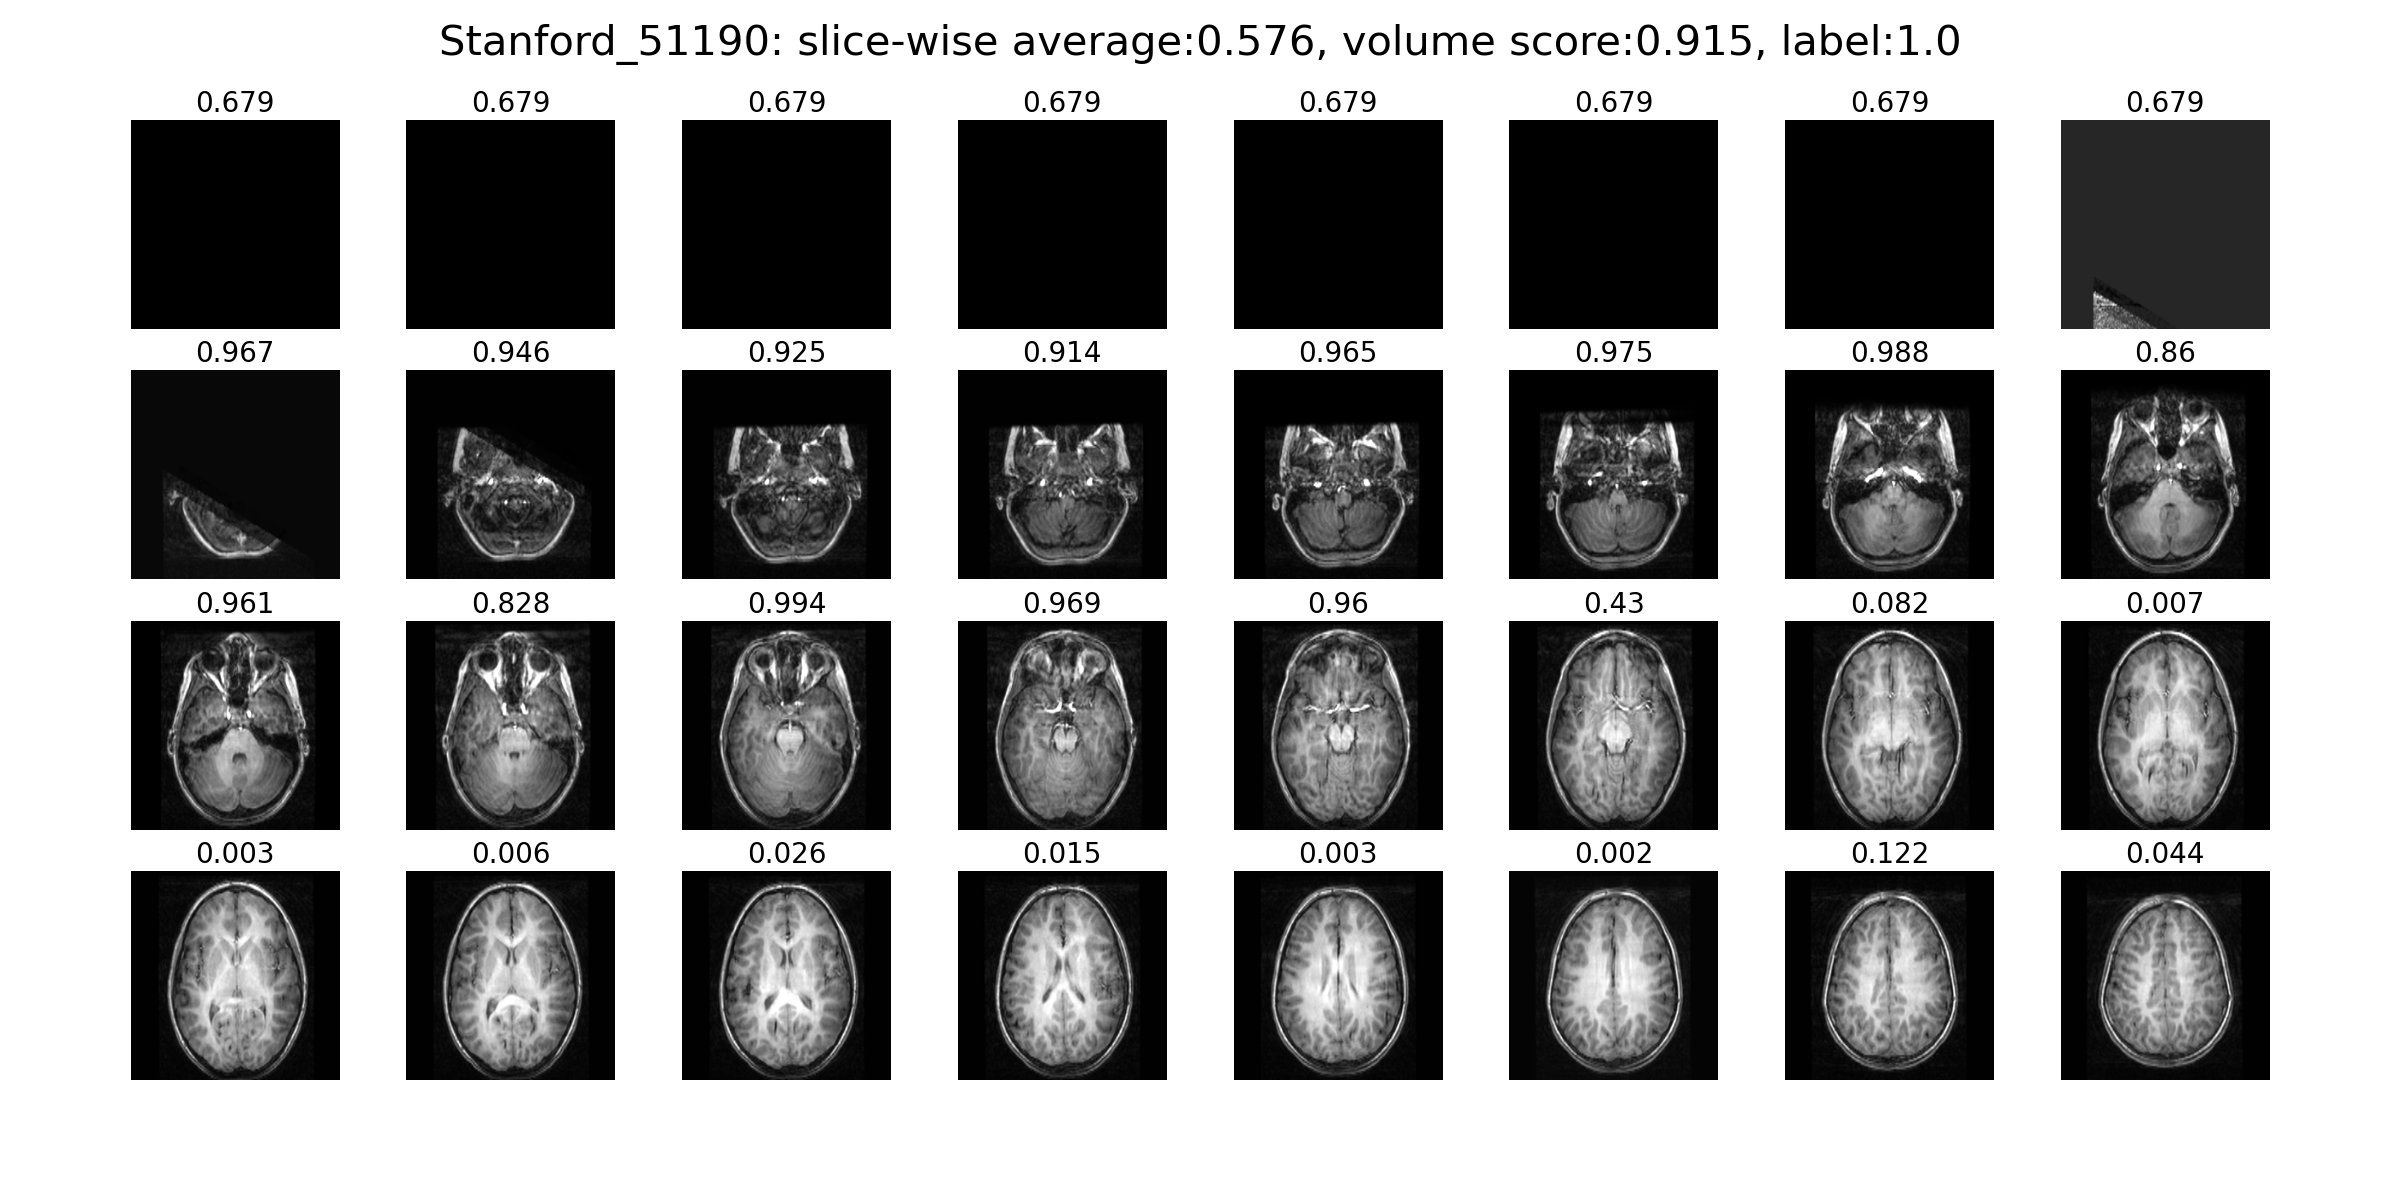 Stanford_51190: slice-wise average:0.576, volume score:0.915, label:1.0
0.679 0.679 0.679 0.679 0.679 0.679 0.679 0.679
0.967 0.946 0.925 0.914 0.965 0.975 0.988 0.86
0.961 0.828 0.994 0.969 0.96 0.43 0.082 0.007
0.003 0.006 0.026 0.015 0.003 0.002 0.122 0.044